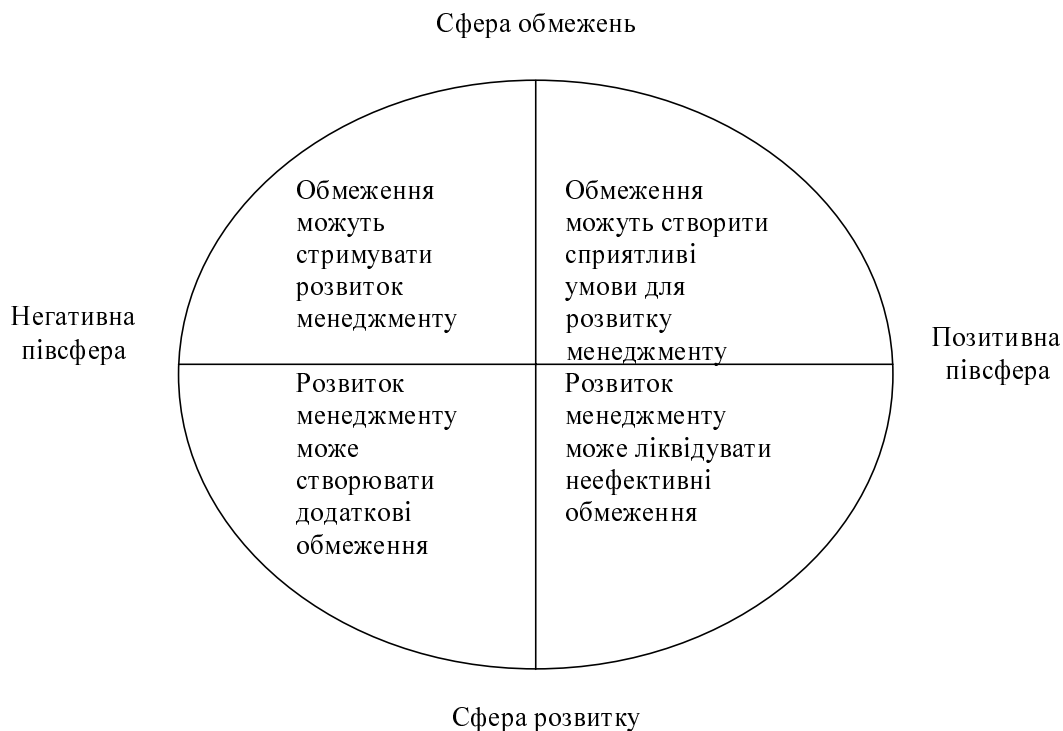 Сфера обмежень
Обмеження
можуть
стримувати
розвиток
менеджменту
Обмеження
можуть створити
сприятливі
умови для
розвитку
менеджменту
Негативна
півсфера
Позитивна
півсфера
Розвиток
менеджменту
може
створювати
додаткові
обмеження
Розвиток
менеджменту
може ліквідувати
неефективні
обмеження
Сфера розвитку